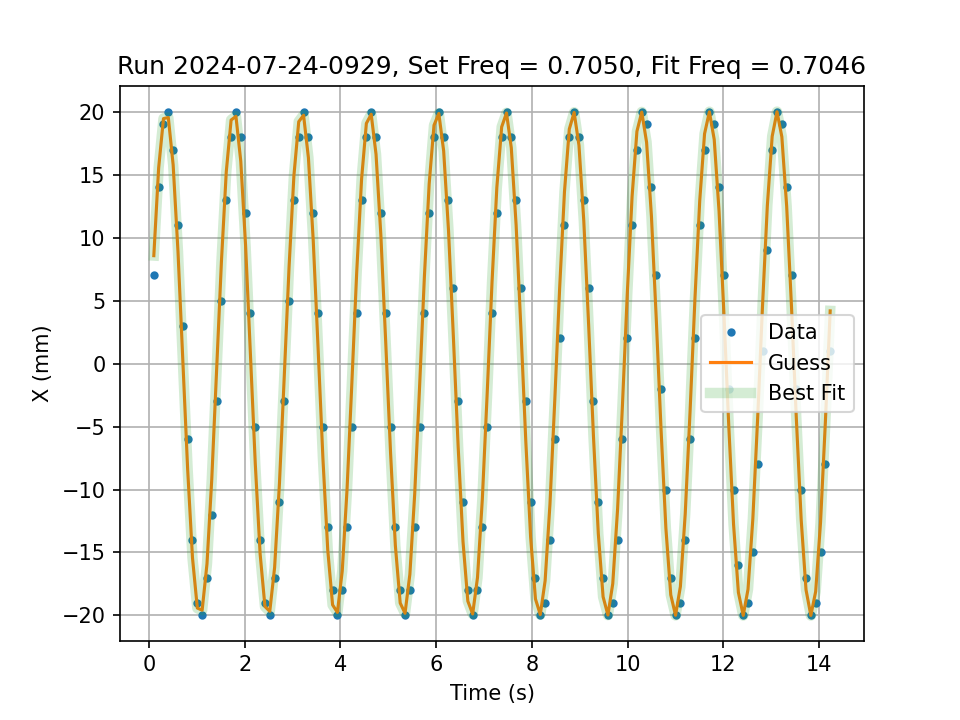 Run 2024-07-24-0929, Set Freq = 0.7050, Fit Freq = 0.7046
20
15
10
5
0
−5
−10
−15
−20
X (mm)
Data
Guess
Best Fit
0 2 4 6 8 10 12 14
Time (s)